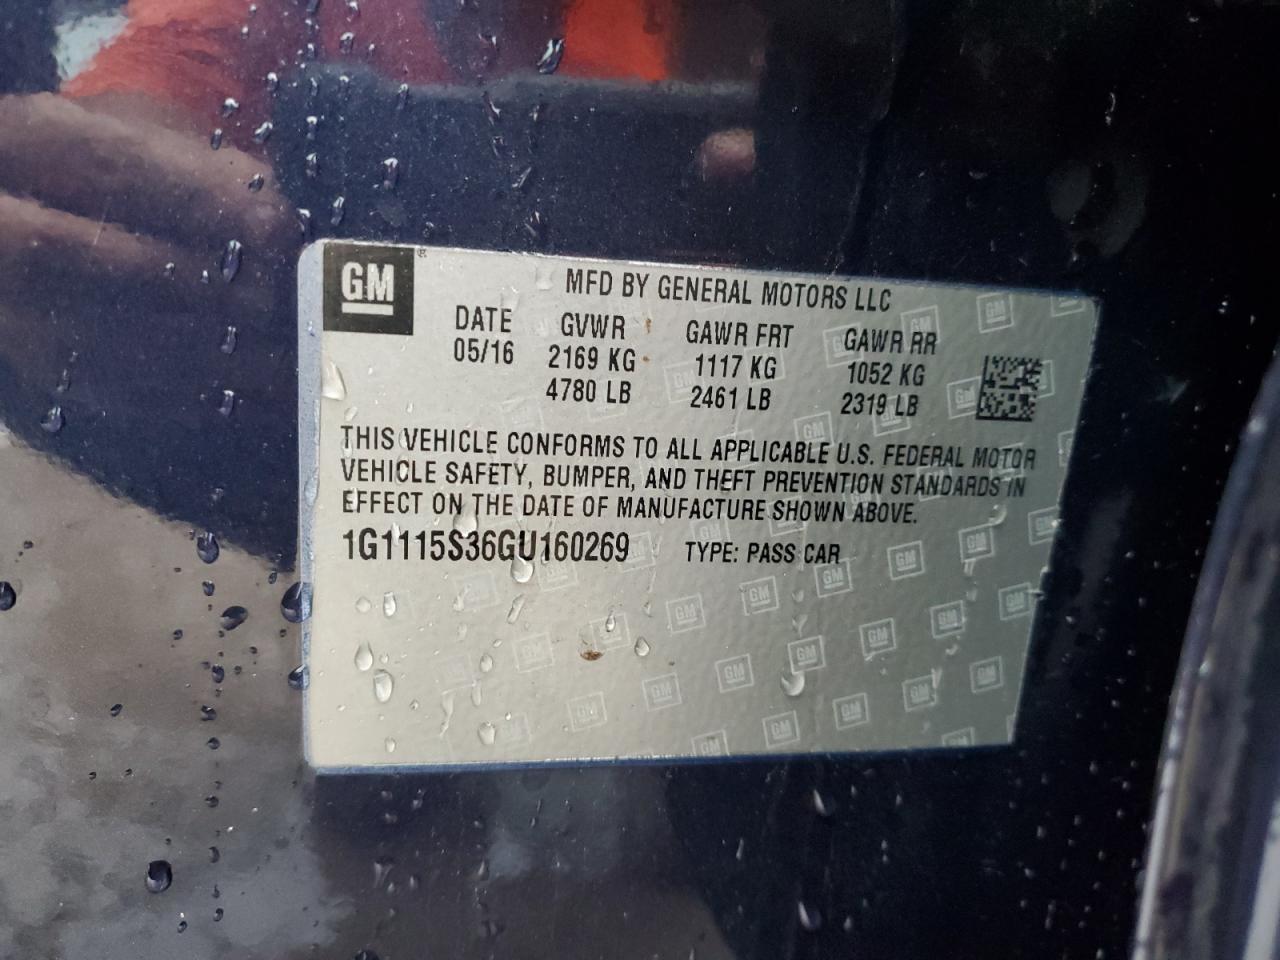 GM
MFD BY GENERAL MOTORS LLC
DATE GVWR GAWR FRT GAWR RR
05/16 2169 KG 1117 KG 1052 KG
4780 LB 2461 LB 2319 LB
THIS VEHICLE CONFORMS TO ALL APPLICABLE U.S. FEDERAL MOTOR
VEHICLE SAFETY, BUMPER, AND THEFT PREVENTION STANDARDS IN
EFFECT ON THE DATE OF MANUFACTURE SHOWN ABOVE.
1G1115S36GU160269 TYPE: PASS CAR